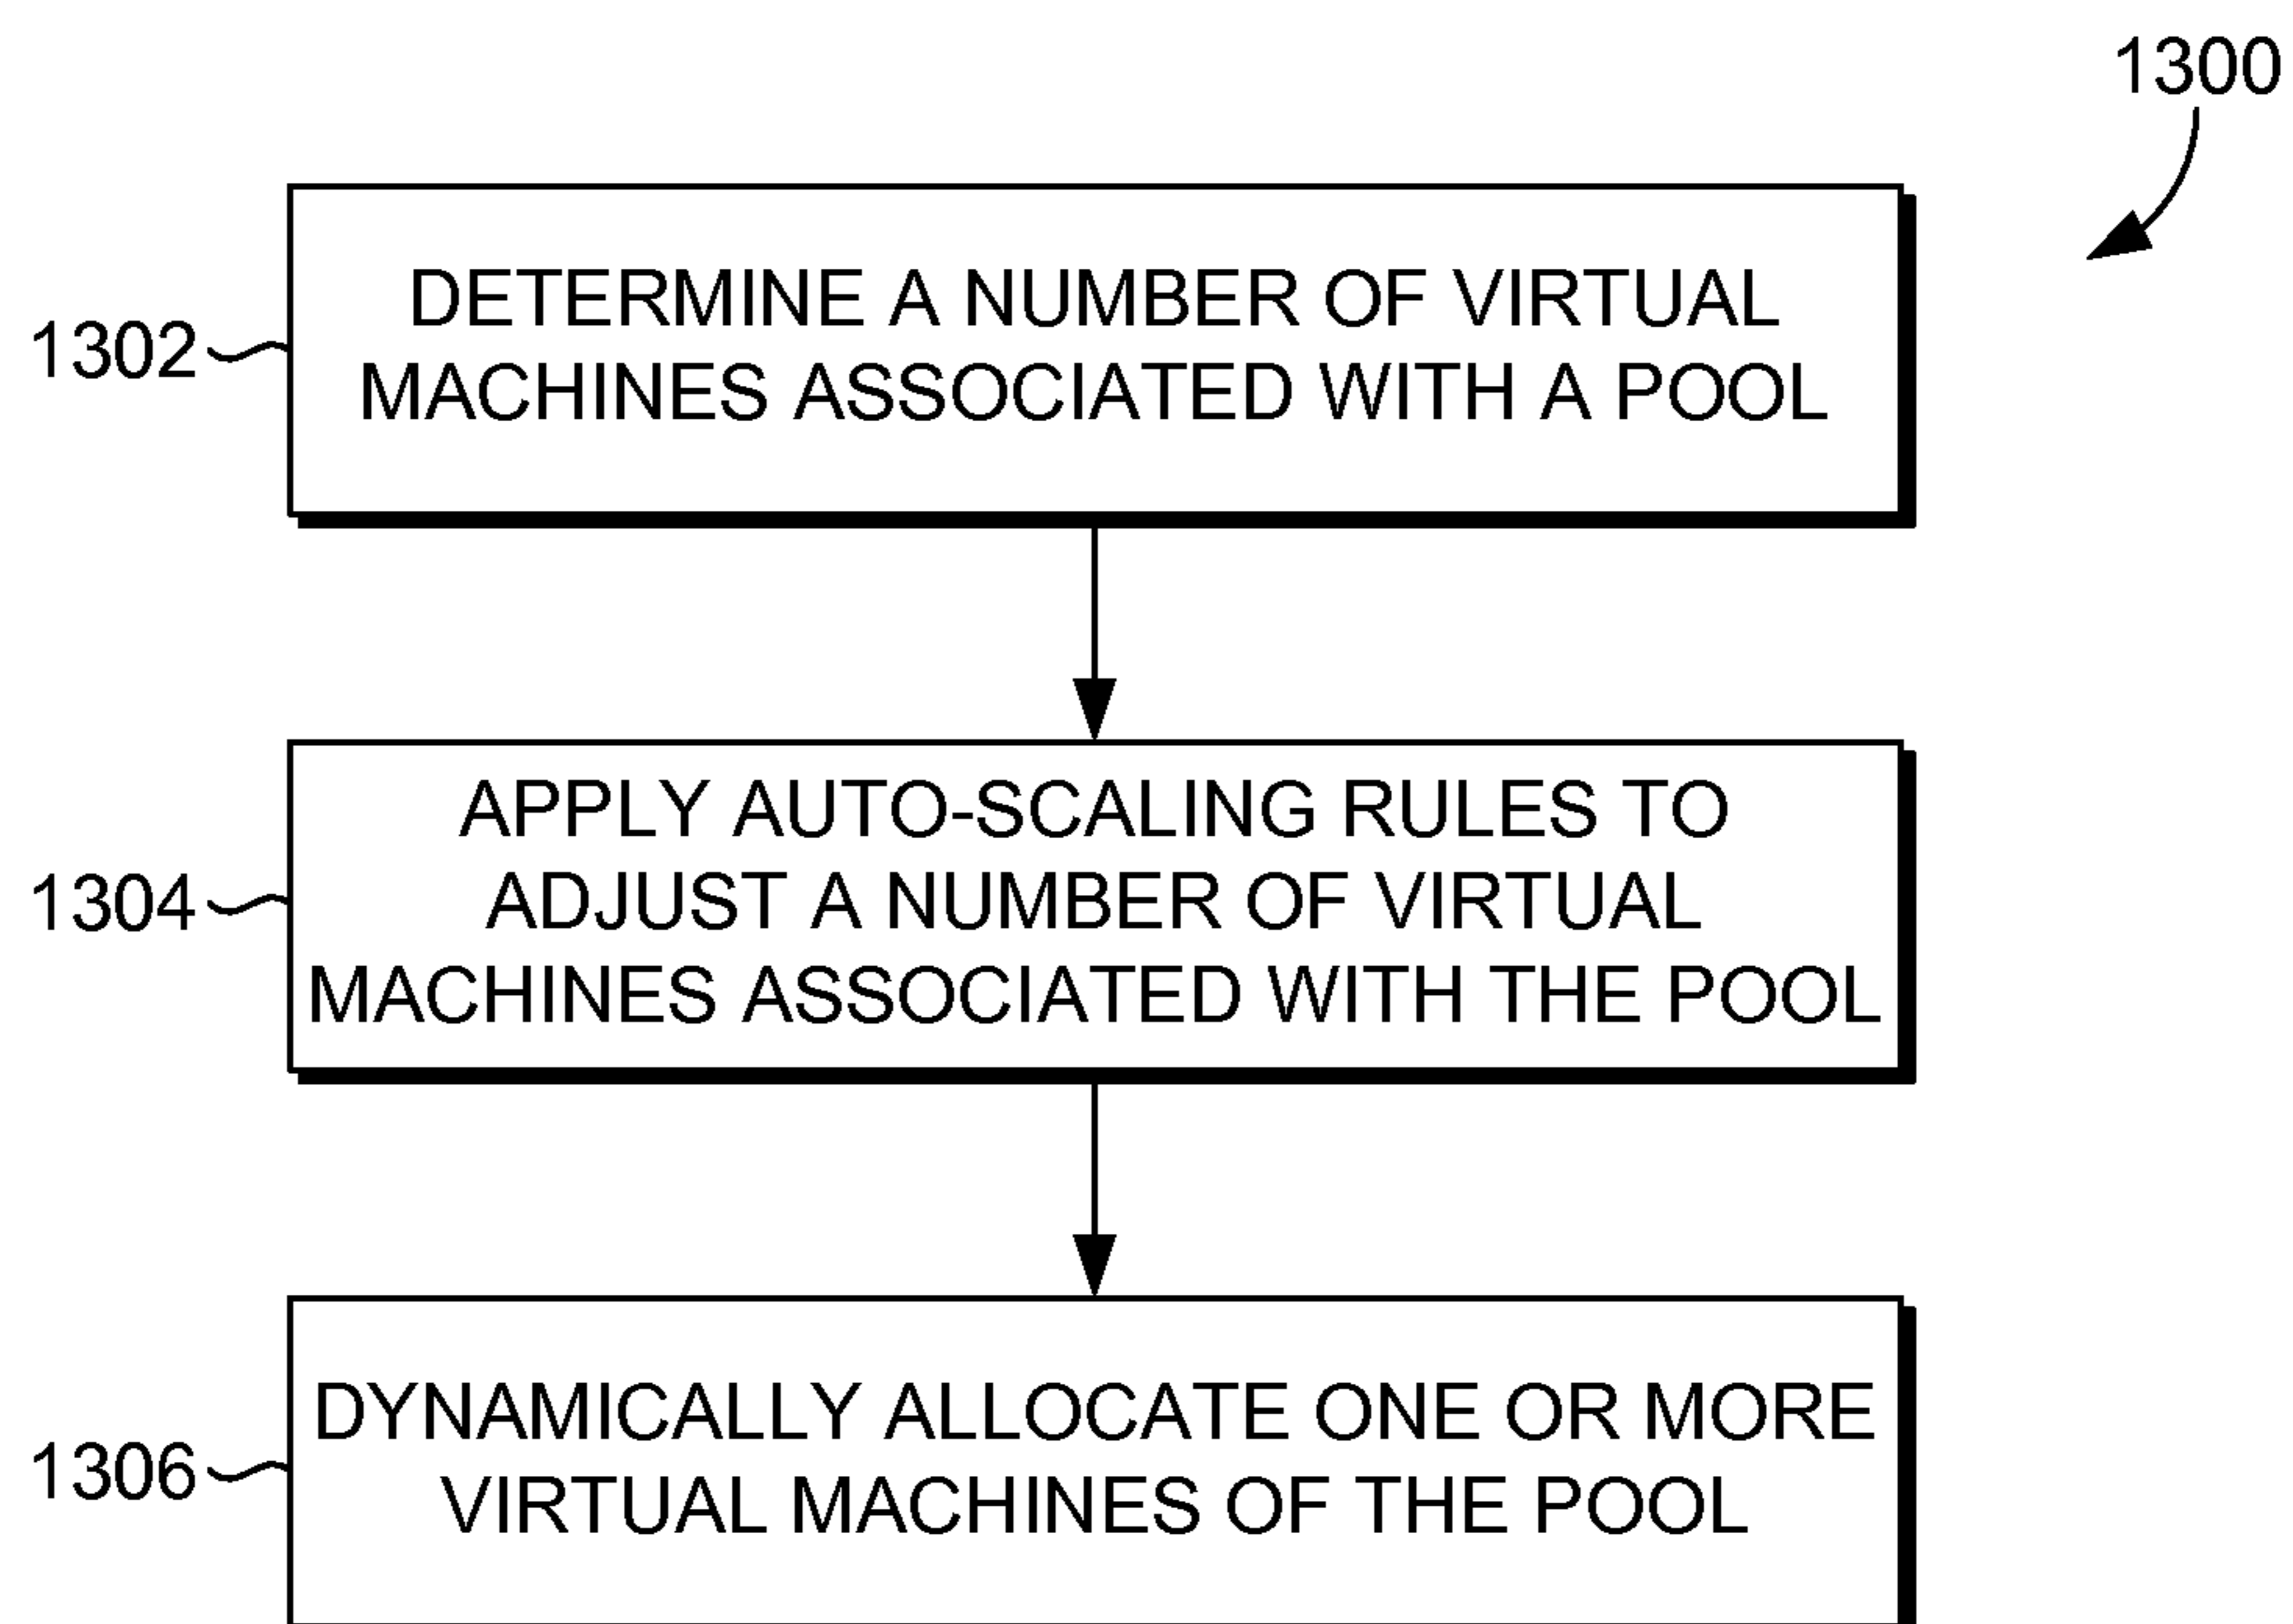 1300
1302
DETERMINE A NUMBER OF VIRTUAL
MACHINES ASSOCIATED WITH A POOL
1304
APPLY AUTO-SCALING RULES TO
ADJUST A NUMBER OF VIRTUAL
MACHINES ASSOCIATED WITH THE POOL
1306
DYNAMICALLY ALLOCATE ONE OR MORE
VIRTUAL MACHINES OF THE POOL